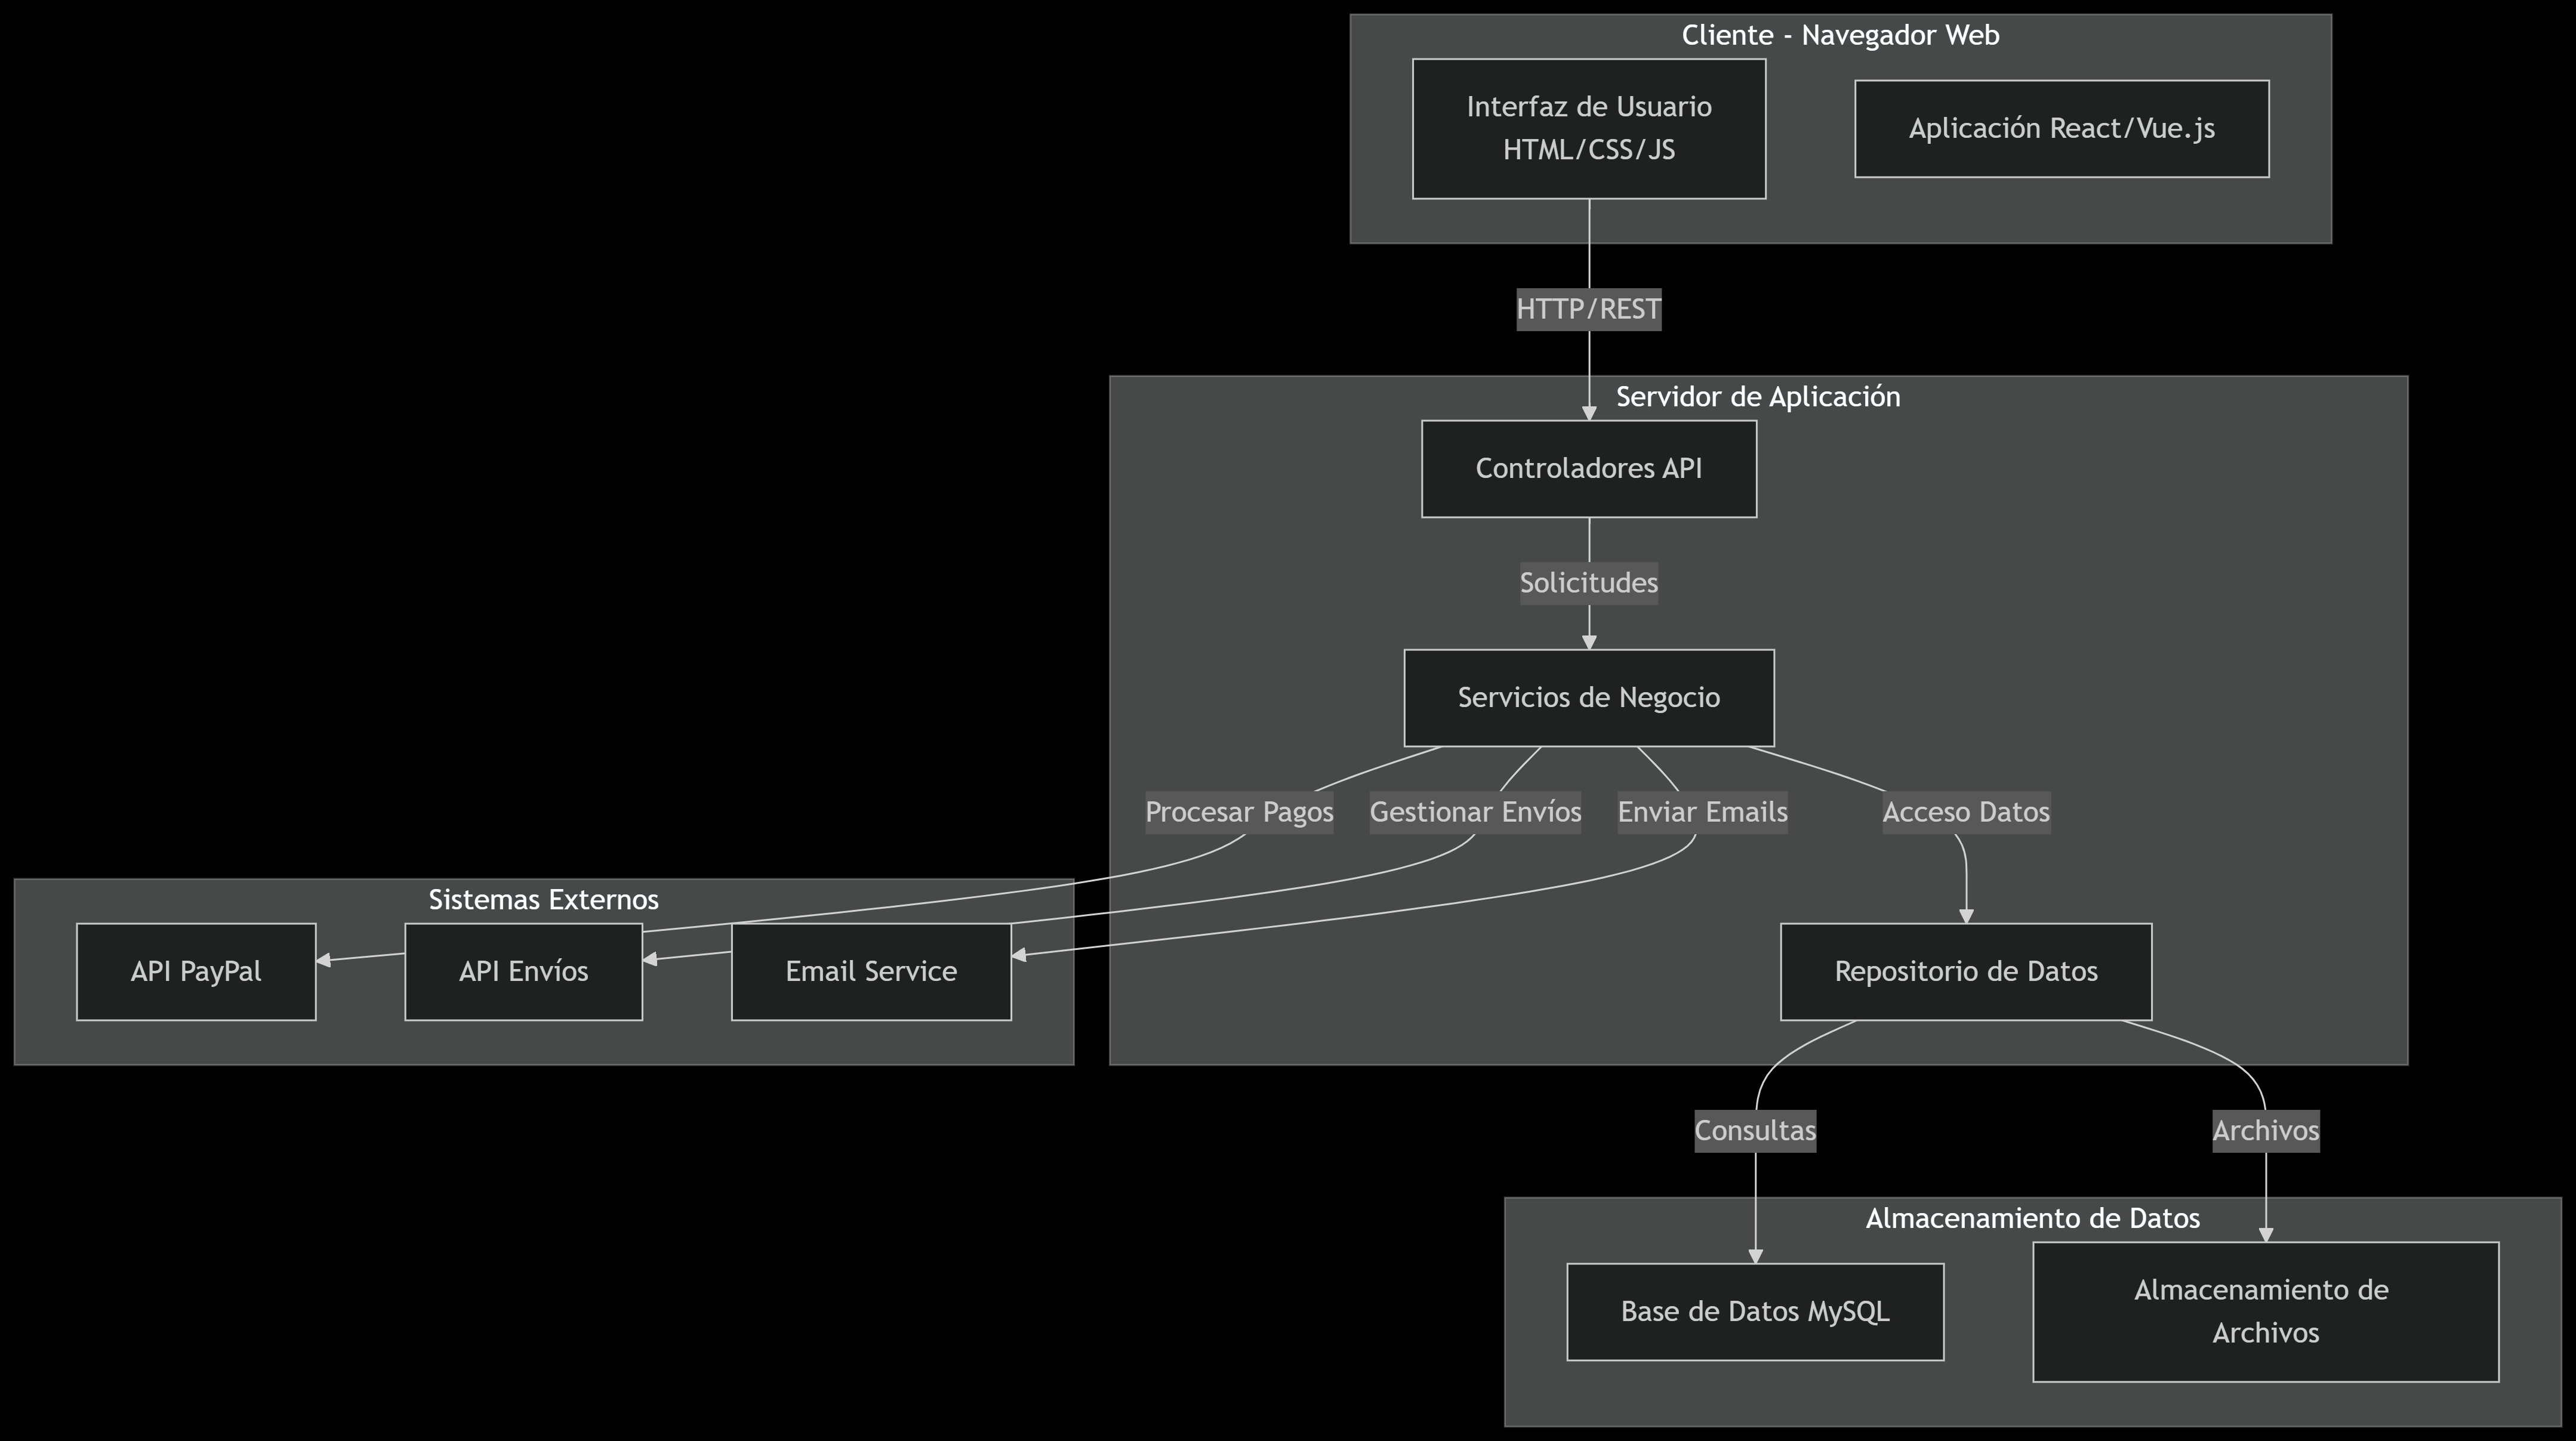 Cliente - Navegador Web
Interfaz de Usuario
HTML/CSS/JS
Aplicación React/Vue.js
HTTP/REST
Servidor de Aplicación
Controladores API
Solicitudes
Servicios de Negocio
Procesar Pagos
Gestionar Envíos
Enviar Emails
Acceso Datos
Sistemas Externos
API PayPal
API Envíos
Email Service
Repositorio de Datos
Consultas
Archivos
Almacenamiento de Datos
Base de Datos MySQL
Almacenamiento de
Archivos